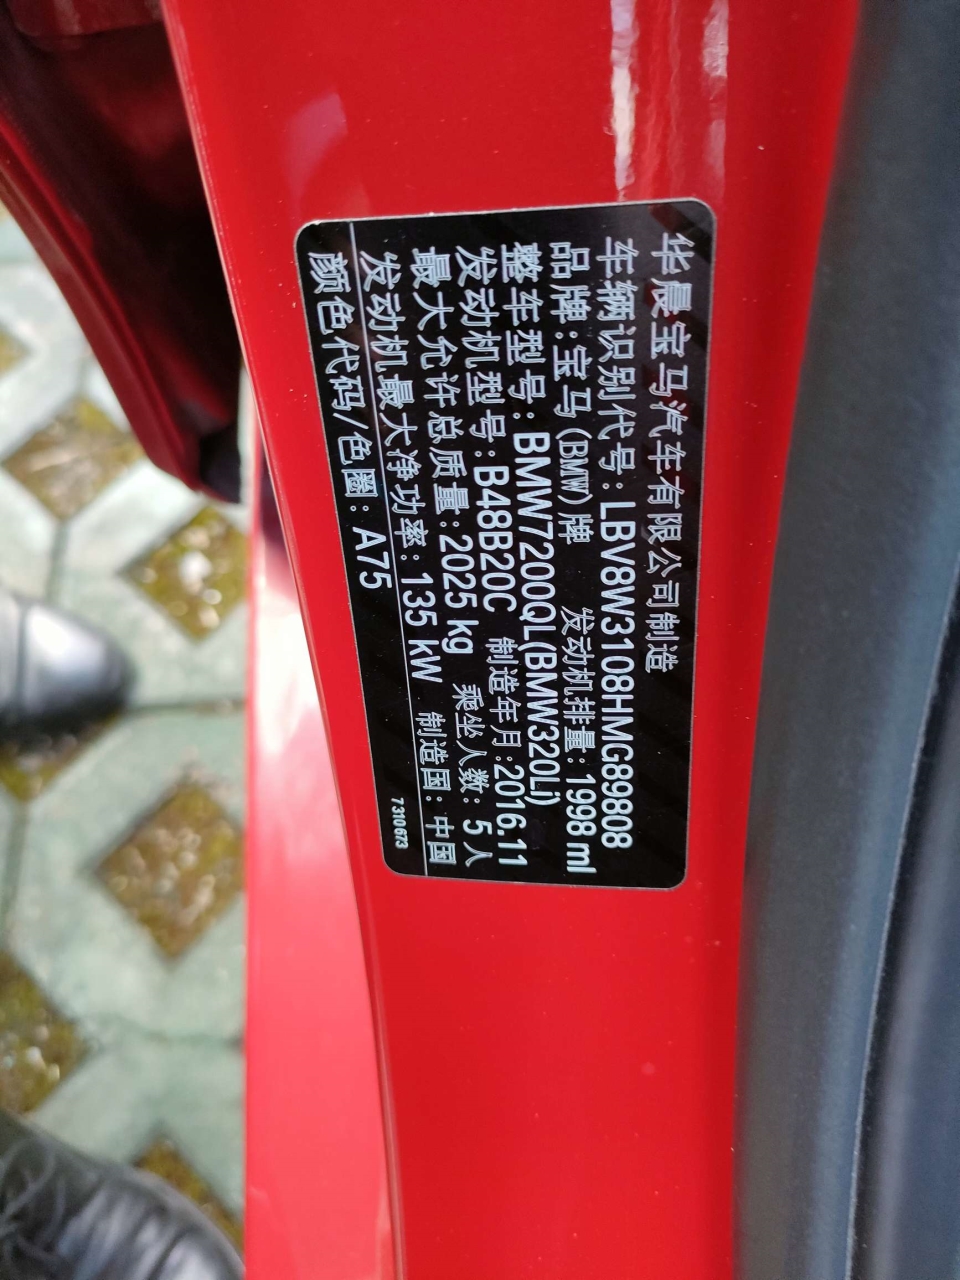 华晨宝马汽车有限公司制造
车辆识别代号：LBV8W3108HMG89808
品牌：宝马(BMW)牌 发动机排量：1998 ml
整车型号：BMW7200QL(BMW320Li)
发动机型号：B48B20C 制造年月：2016.11
最大允许总质量：2025 kg 乘坐人数：5人
发动机最大净功率：135 kW 制造国：中国
颜色代码/色圈：A75
7310673